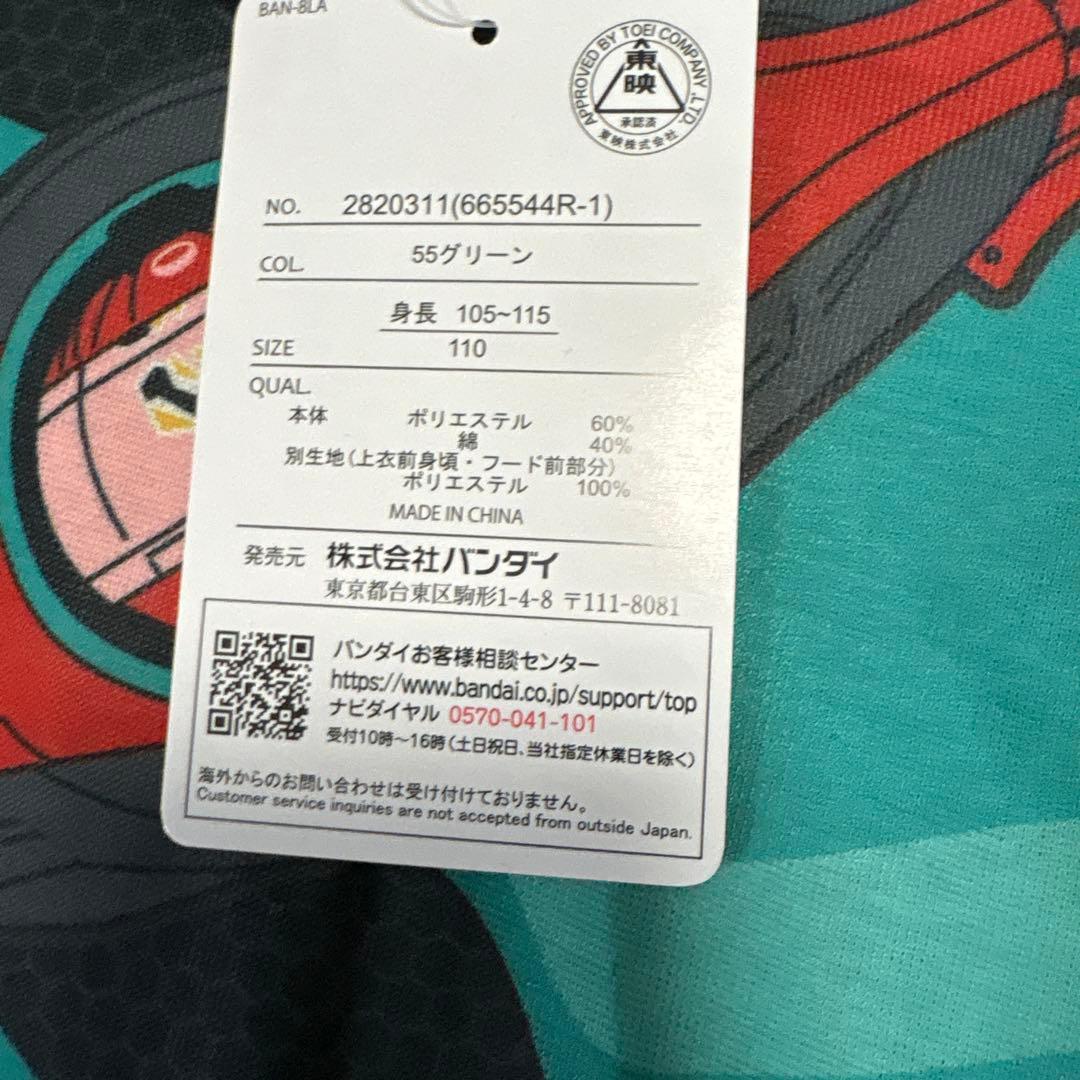 BAN-8LA
APPROVED BY TOEI COMPANY, LTD.
東映
承認済
東映株式会社
NO. 2820311(665544R-1)
COL. 55グリーン
身長 105~115
SIZE 110
QUAL.
本体 ポリエステル 60%
綿 40%
別生地(上衣前身頃・フード前部分)
ポリエステル 100%
MADE IN CHINA
発売元 株式会社バンダイ
東京都台東区駒形1-4-8 〒111-8081
バンダイお客様相談センター
https://www.bandai.co.jp/support/top
ナビダイヤル 0570-041-101
受付10時～16時(土日祝日、当社指定休業日を除く)
海外からのお問い合わせは受け付けておりません。
Customer service inquiries are not accepted from outside Japan.